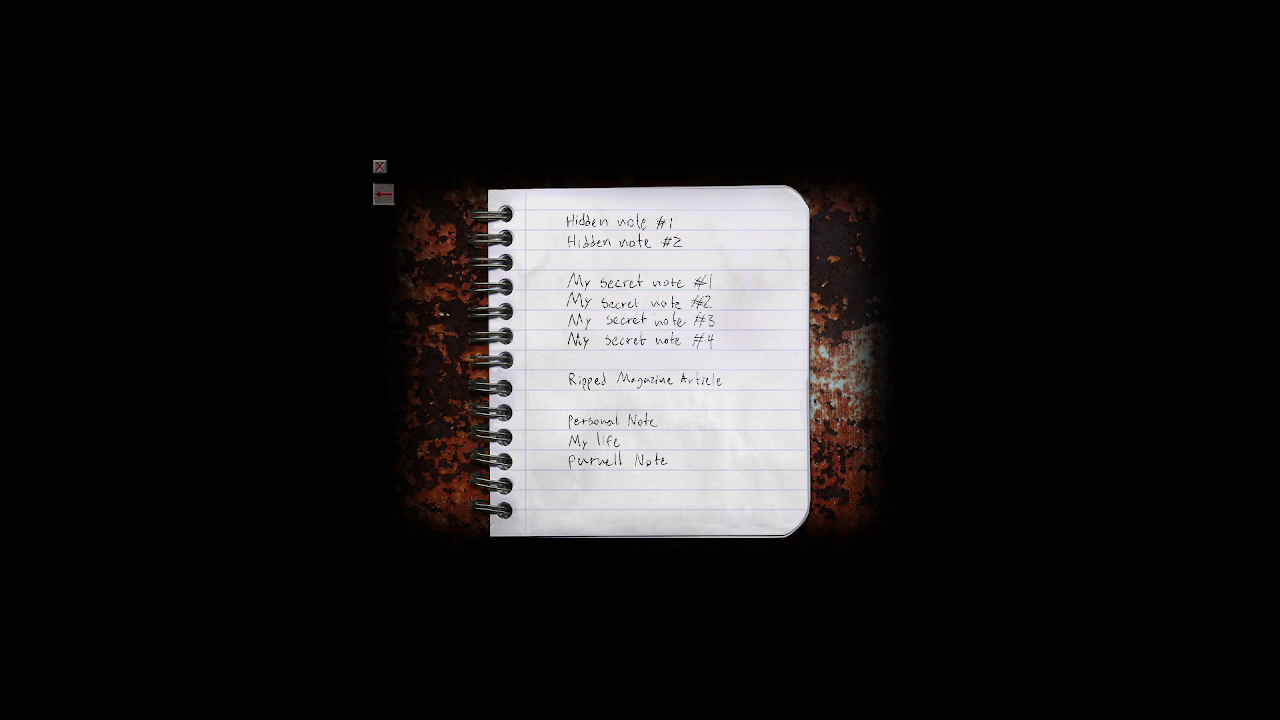 Hidden note #1
Hidden note #2
My secret note #1
My secret note #2
My secret note #3
My secret note #4
Ripped Magazine Article
Personal Note
My life
Purnell Note